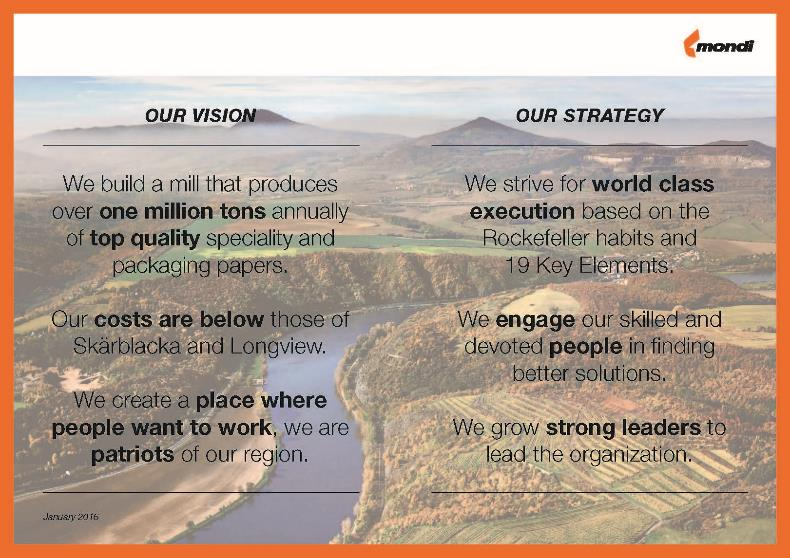 mondi
OUR VISION
We build a mill that produces
over one million tons annually
of top quality speciality and
packaging papers.
Our costs are below those of
Skärblacka and Longview.
We create a place where
people want to work, we are
patriots of our region.
January 2016
OUR STRATEGY
We strive for world class
execution based on the
Rockefeller habits and
19 Key Elements.
We engage our skilled and
devoted people in finding
better solutions.
We grow strong leaders to
lead the organization.